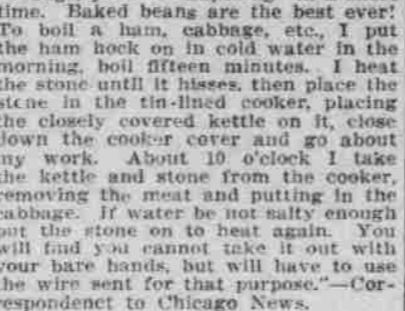 time. Baked beans are the best ever!
To boil a ham, cabbage, etc., I put
the ham hock on in cold water in the
morning, boil fifteen minutes. I heat
the stone until it hisses, then place the
stone in the tin-lined cooker, placing
the closely covered kettle on it, close
down the cooker cover and go about
my work. About 10 o'clock I take
the kettle and stone from the cooker,
removing the meat and putting in the
cabbage. If water be not salty enough
put the stone on to heat again. You
will find you cannot take it out with
your bare hands, but will have to use
the wire sent for that purpose."—Cor-
respondenct to Chicago News.